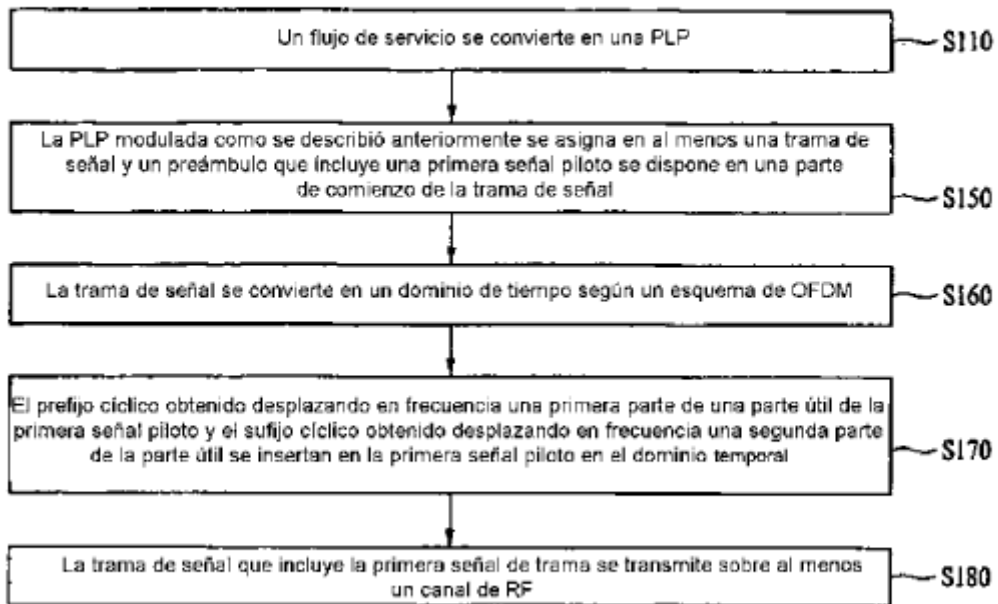 Un flujo de servicio se convierte en una PLP
S110
La PLP modulada como se describió anteriormente se asigna en al menos una trama de
señal y un preámbulo que incluye una primera señal piloto se dispone en una parte
de comienzo de la trama de señal
S150
La trama de señal se convierte en un dominio de tiempo según un esquema de OFDM
S160
El prefijo cíclico obtenido desplazando en frecuencia una primera parte de una parte útil de la
primera señal piloto y el sufijo cíclico obtenido desplazando en frecuencia una segunda parte
de la parte útil se insertan en la primera señal piloto en el dominio temporal
S170
La trama de señal que incluye la primera señal de trama se transmite sobre al menos
un canal de RF
S180